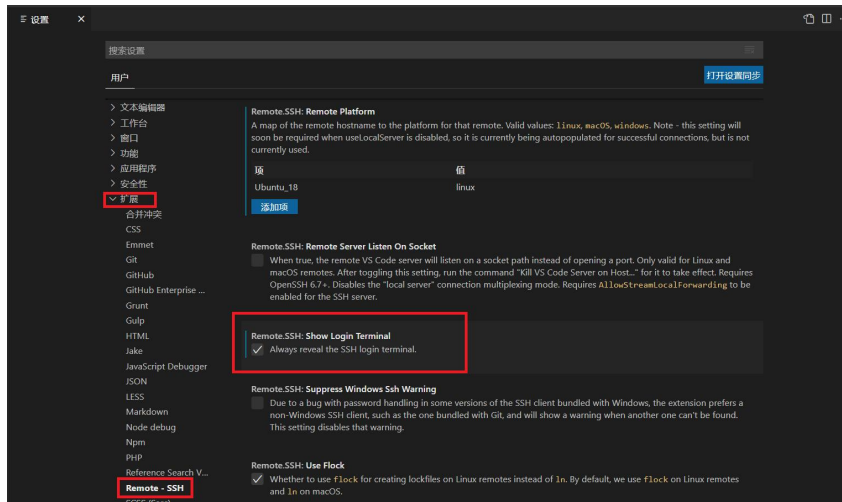 设置
搜索设置
用户
打开设置同步
文本编辑器
工作台
窗口
功能
应用程序
安全性
扩展
合并冲突
CSS
Emmet
Git
GitHub
GitHub Enterprise ...
Grunt
Gulp
HTML
Jake
JavaScript Debugger
JSON
LESS
Markdown
Node debug
Npm
PHP
Reference Search V...
Remote - SSH
Remote.SSH: Remote Platform
A map of the remote hostname to the platform for that remote. Valid values: linux, macOS, windows. Note - this setting will
soon be required when useLocalServer is disabled, so it is currently being autopopulated for successful connections, but is not
currently used.
项 值
Ubuntu_18 linux
添加项
Remote.SSH: Remote Server Listen On Socket
When true, the remote VS Code server will listen on a socket path instead of opening a port. Only valid for Linux and
macOS remotes. After toggling this setting, run the command "Kill VS Code Server on Host..." for it to take effect. Requires
OpenSSH 6.7+. Disables the "local server" connection multiplexing mode. Requires AllowStreamLocalForwarding to be
enabled for the SSH server.
Remote.SSH: Show Login Terminal
Always reveal the SSH login terminal.
Remote.SSH: Suppress Windows Ssh Warning
Due to a bug with password handling in some versions of the SSH client bundled with Windows, the extension prefers a
non-Windows SSH client, such as the one bundled with Git, and will show a warning when another one can't be found.
This setting disables that warning.
Remote.SSH: Use Flock
Whether to use flock for creating lockfiles on Linux remotes instead of ln. By default, we use flock on Linux remotes
and ln on macOS.